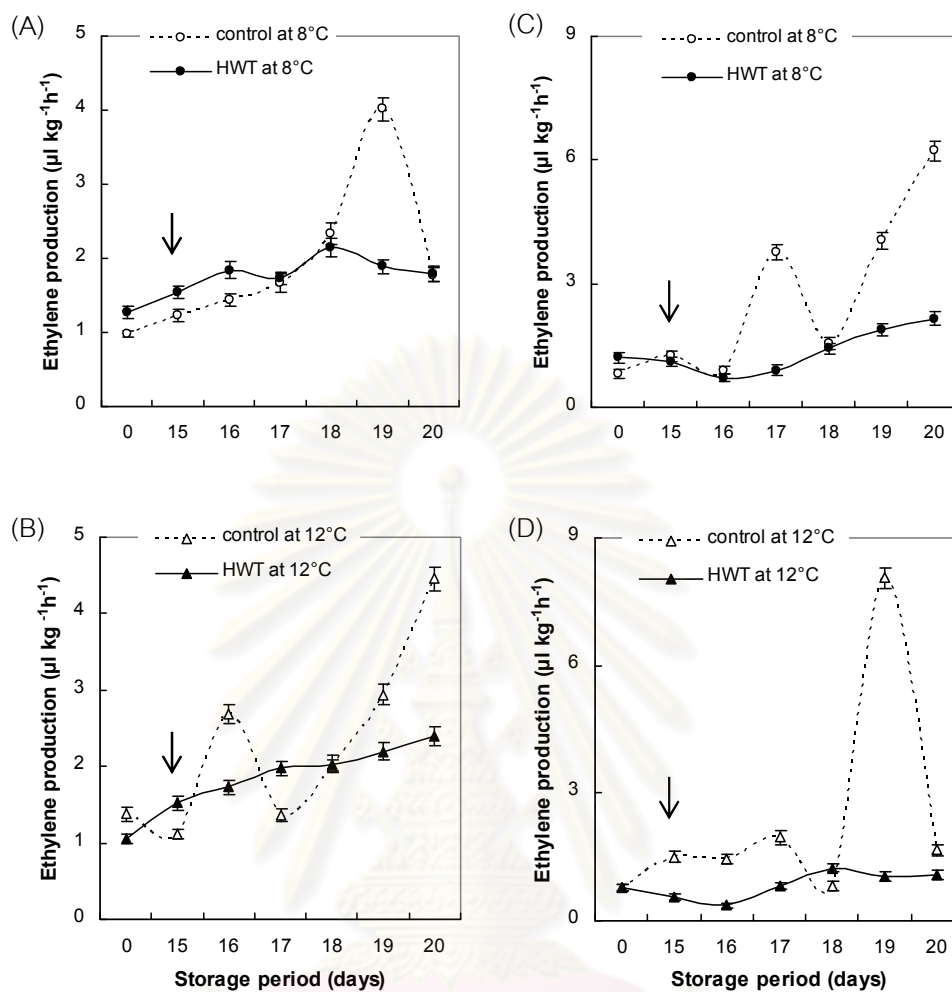 (A)
control at 8°C
HWT at 8°C
Ethylene production (µl kg⁻¹h⁻¹)
5
4
3
2
1
0
0 15 16 17 18 19 20
(C)
control at 8°C
HWT at 8°C
Ethylene production (µl kg⁻¹h⁻¹)
9
6
3
0
0 15 16 17 18 19 20
(B)
control at 12°C
HWT at 12°C
Ethylene production (µl kg⁻¹h⁻¹)
5
4
3
2
1
0
0 15 16 17 18 19 20
Storage period (days)
(D)
control at 12°C
HWT at 12°C
Ethylene production (µl kg⁻¹h⁻¹)
9
6
3
0
0 15 16 17 18 19 20
Storage period (days)